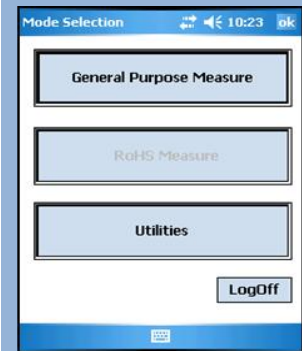 Mode Selection 10:23 ok
General Purpose Measure
RoHS Measure
Utilities
LogOff